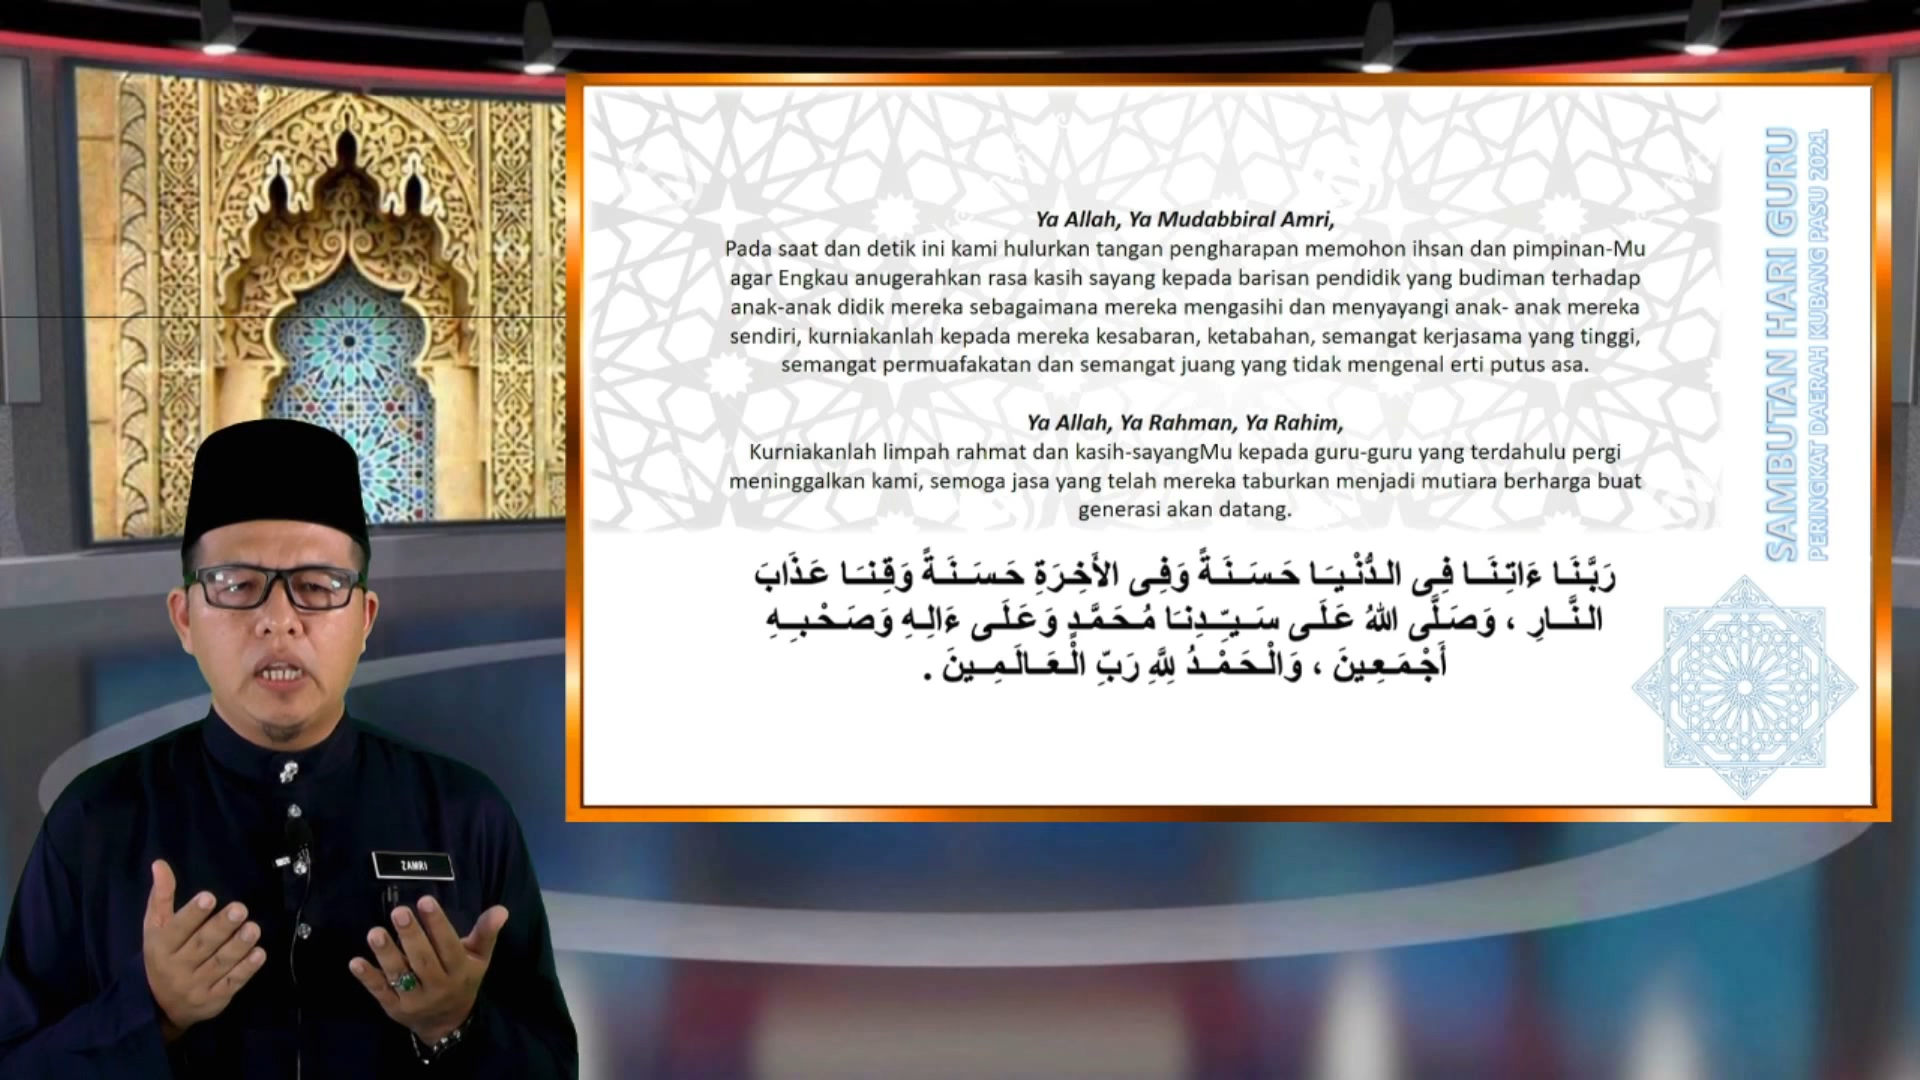 Ya Allah, Ya Mudabbiral Amri,
Pada saat dan detik ini kami hulurkan tangan pengharapan memohon ihsan dan pimpinan-Mu
agar Engkau anugerahkan rasa kasih sayang kepada barisan pendidik yang budiman terhadap
anak-anak didik mereka sebagaimana mereka mengasihi dan menyayangi anak- anak mereka
sendiri, kurniakanlah kepada mereka kesabaran, ketabahan, semangat kerjasama yang tinggi,
semangat permuafakatan dan semangat juang yang tidak mengenal erti putus asa.
Ya Allah, Ya Rahman, Ya Rahim,
Kurniakanlah limpah rahmat dan kasih-sayangMu kepada guru-guru yang terdahulu pergi
meninggalkan kami, semoga jasa yang telah mereka taburkan menjadi mutiara berharga buat
generasi akan datang.
رَبَّنَا ءَاتِنَا فِى الدُّنْيَا حَسَنَةً وَفِى الأَخِرَةِ حَسَنَةً وَقِنَا عَذَابَ
النَّارِ ، وَصَلَّى اللهُ عَلَى سَيِّدِنَا مُحَمَّدٍ وَعَلَى ءَالِهِ وَصَحْبِهِ
أَجْمَعِينَ ، وَالْحَمْدُ لِلَّهِ رَبِّ الْعَالَمِينَ .
SAMBUTAN HARI GURU
PERINGKAT DAERAH KUBANG PASU 2021
ZAMRI